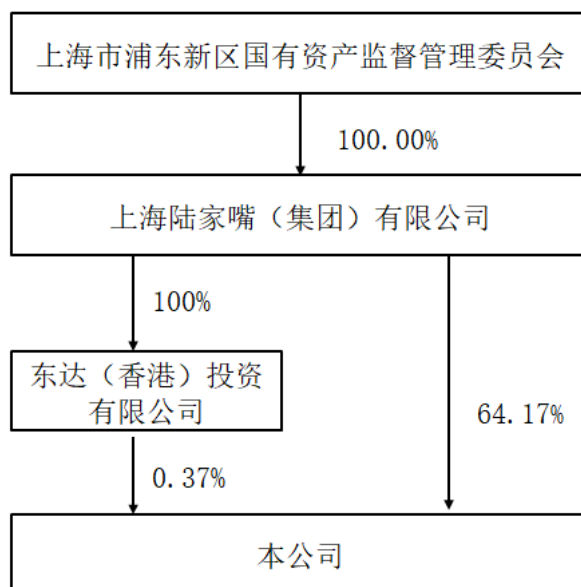 上海市浦东新区国有资产监督管理委员会
100.00%
上海陆家嘴（集团）有限公司
100%
东达（香港）投资
有限公司
64.17%
0.37%
本公司